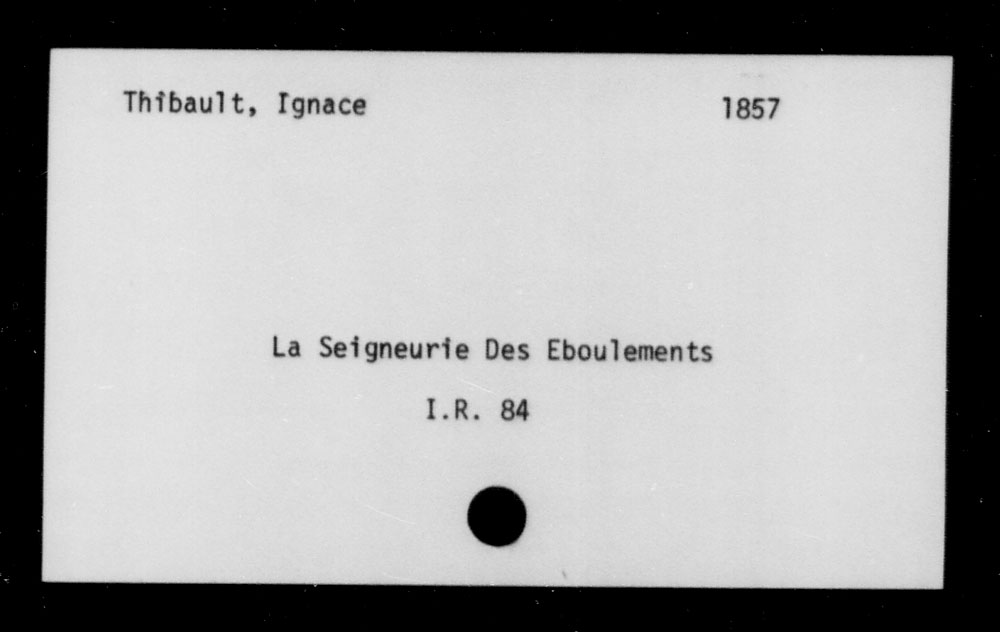 Thibault, Ignace 1857
La Seigneurie Des Eboulements
I.R. 84